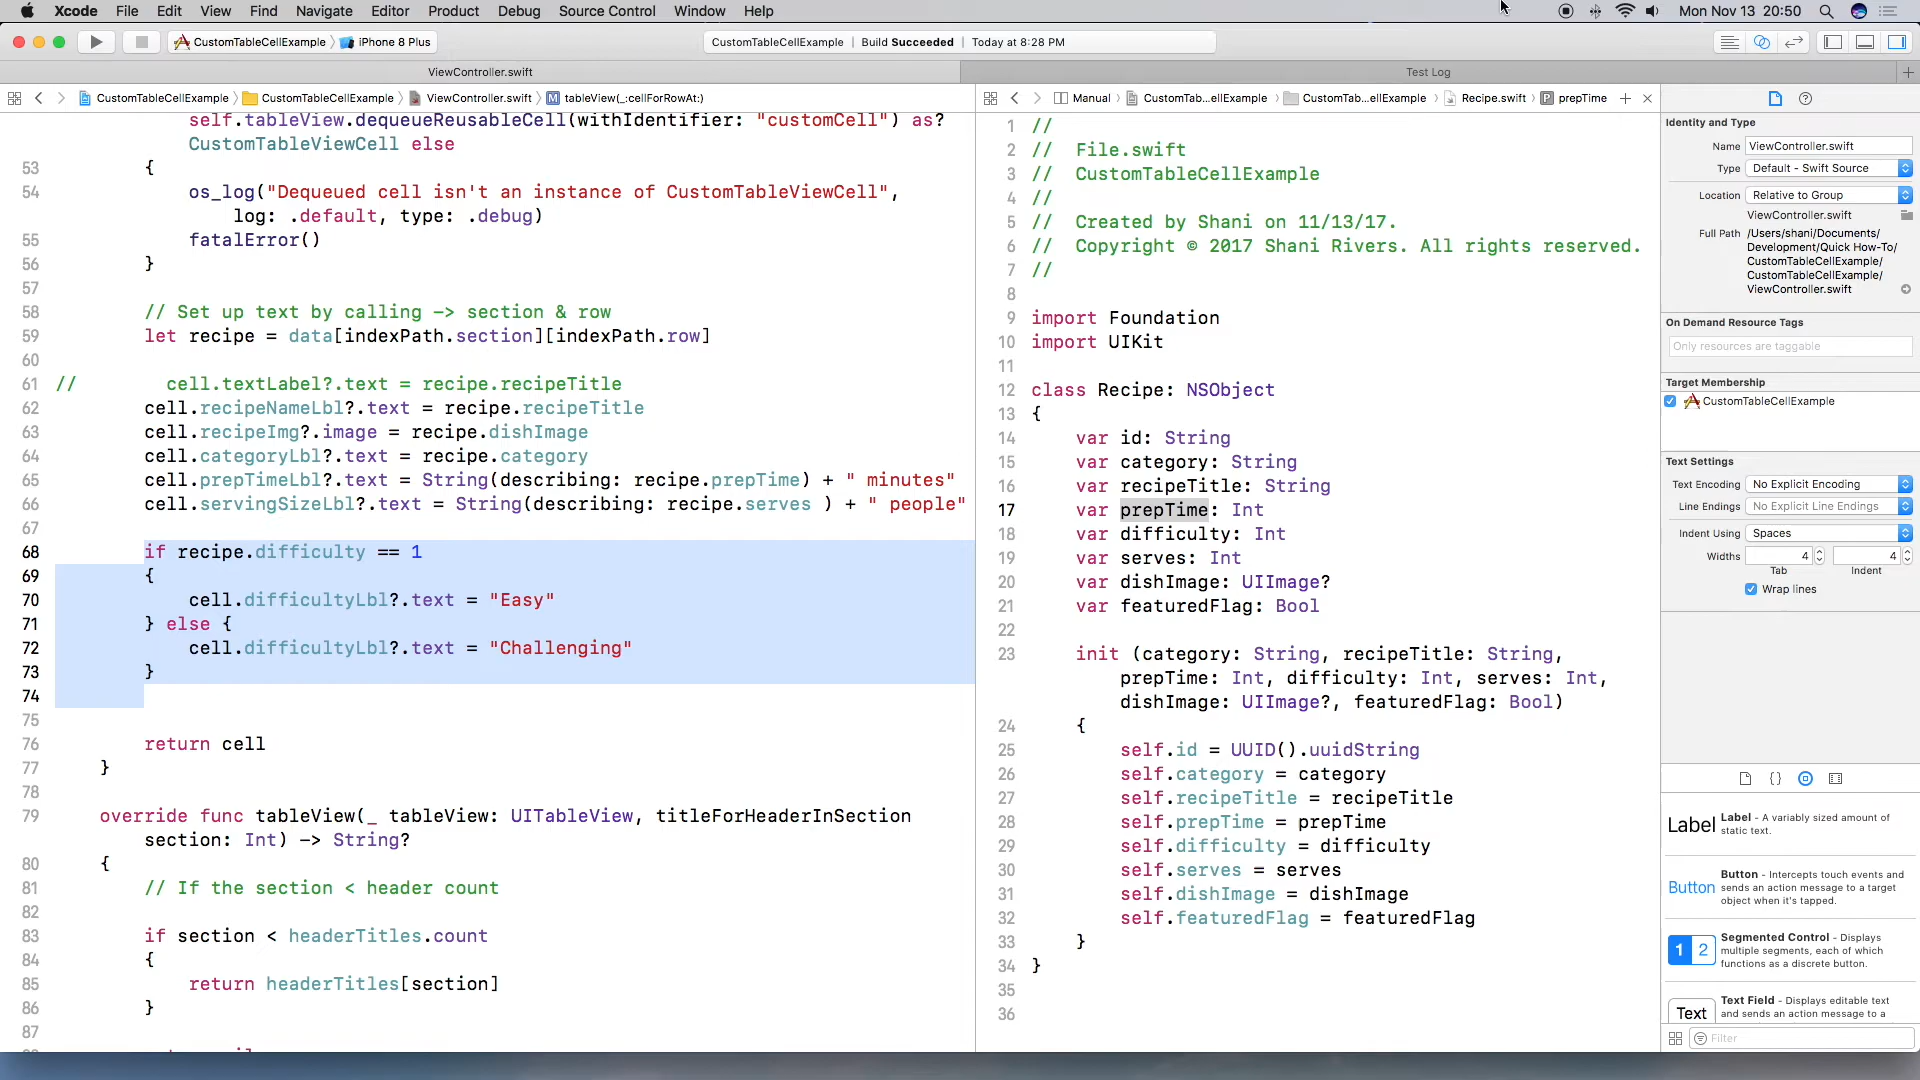 Xcode File Edit View Find Navigate Editor Product Debug Source Control Window Help Mon Nov 13 20:50
CustomTableCellExample iPhone 8 Plus CustomTableCellExample | Build Succeeded | Today at 8:28 PM
ViewController.swift Test Log
CustomTableCellExample CustomTableCellExample ViewController.swift M tableView(_:cellForRowAt:)
self.tableView.dequeueReusableCell(withIdentifier: "customCell") as?
CustomTableViewCell else
53 {
54 os_log("Dequeued cell isn't an instance of CustomTableViewCell",
log: .default, type: .debug)
55 fatalError()
56 }
57
58 // Set up text by calling -> section & row
59 let recipe = data[indexPath.section][indexPath.row]
60
61 // cell.textLabel?.text = recipe.recipeTitle
62 cell.recipeNameLbl?.text = recipe.recipeTitle
63 cell.recipeImg?.image = recipe.dishImage
64 cell.categoryLbl?.text = recipe.category
65 cell.prepTimeLbl?.text = String(describing: recipe.prepTime) + " minutes"
66 cell.servingSizeLbl?.text = String(describing: recipe.serves ) + " people"
67
68 if recipe.difficulty == 1
69 {
70 cell.difficultyLbl?.text = "Easy"
71 } else {
72 cell.difficultyLbl?.text = "Challenging"
73 }
74
75
76 return cell
77 }
78
79 override func tableView(_ tableView: UITableView, titleForHeaderInSection
section: Int) -> String?
80 {
81 // If the section < header count
82
83 if section < headerTitles.count
84 {
85 return headerTitles[section]
86 }
87
Manual CustomTab...ellExample CustomTab...ellExample Recipe.swift P prepTime
1 //
2 // File.swift
3 // CustomTableCellExample
4 //
5 // Created by Shani on 11/13/17.
6 // Copyright © 2017 Shani Rivers. All rights reserved.
7 //
8
9 import Foundation
10 import UIKit
11
12 class Recipe: NSObject
13 {
14 var id: String
15 var category: String
16 var recipeTitle: String
17 var prepTime: Int
18 var difficulty: Int
19 var serves: Int
20 var dishImage: UIImage?
21 var featuredFlag: Bool
22
23 init (category: String, recipeTitle: String,
prepTime: Int, difficulty: Int, serves: Int,
dishImage: UIImage?, featuredFlag: Bool)
24 {
25 self.id = UUID().uuidString
26 self.category = category
27 self.recipeTitle = recipeTitle
28 self.prepTime = prepTime
29 self.difficulty = difficulty
30 self.serves = serves
31 self.dishImage = dishImage
32 self.featuredFlag = featuredFlag
33 }
34 }
35
36
Identity and Type
Name ViewController.swift
Type Default - Swift Source
Location Relative to Group
ViewController.swift
Full Path /Users/shani/Documents/
Development/Quick How-To/
CustomTableCellExample/
CustomTableCellExample/
ViewController.swift
On Demand Resource Tags
Only resources are taggable
Target Membership
CustomTableCellExample
Text Settings
Text Encoding No Explicit Encoding
Line Endings No Explicit Line Endings
Indent Using Spaces
Widths 4 4
Tab Indent
Wrap lines
{}
Label Label - A variably sized amount of
static text.
Button Button - Intercepts touch events and
sends an action message to a target
object when it's tapped.
1 2 Segmented Control - Displays
multiple segments, each of which
functions as a discrete button.
Text Text Field - Displays editable text
and sends an action message to a
Filter